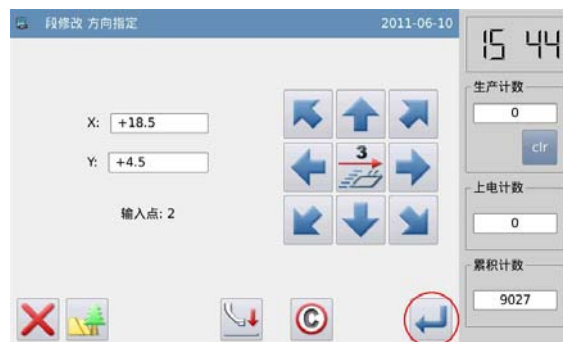 段修改 方向指定
2011-06-10
15 44
生产计数
0
X: +18.5
clr
3
Y: +4.5
上电计数
输入点: 2
0
累积计数
9027
C